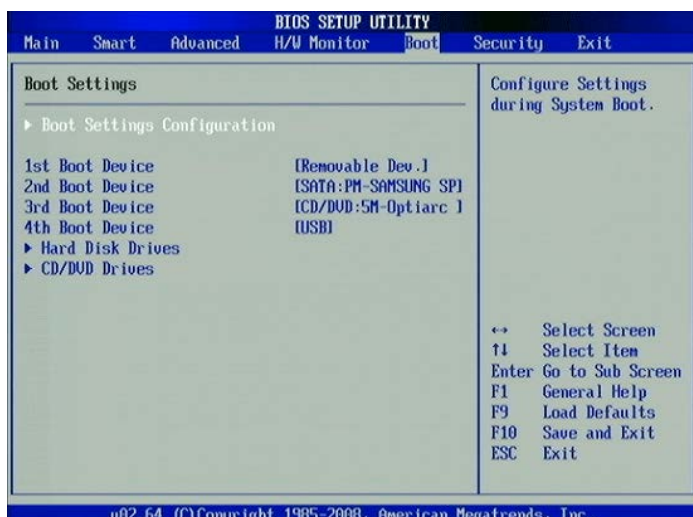 BIOS SETUP UTILITY
Main Smart Advanced H/W Monitor Boot Security Exit
Boot Settings
▶ Boot Settings Configuration
1st Boot Device [Removable Dev.]
2nd Boot Device [SATA:PM-SAMSUNG SP]
3rd Boot Device [CD/DVD:5M-Optiarc ]
4th Boot Device [USB]
▶ Hard Disk Drives
▶ CD/DVD Drives
Configure Settings
during System Boot.
↔ Select Screen
↑↓ Select Item
Enter Go to Sub Screen
F1 General Help
F9 Load Defaults
F10 Save and Exit
ESC Exit
v02.64 (C)Copyright 1985-2008, American Megatrends, Inc.